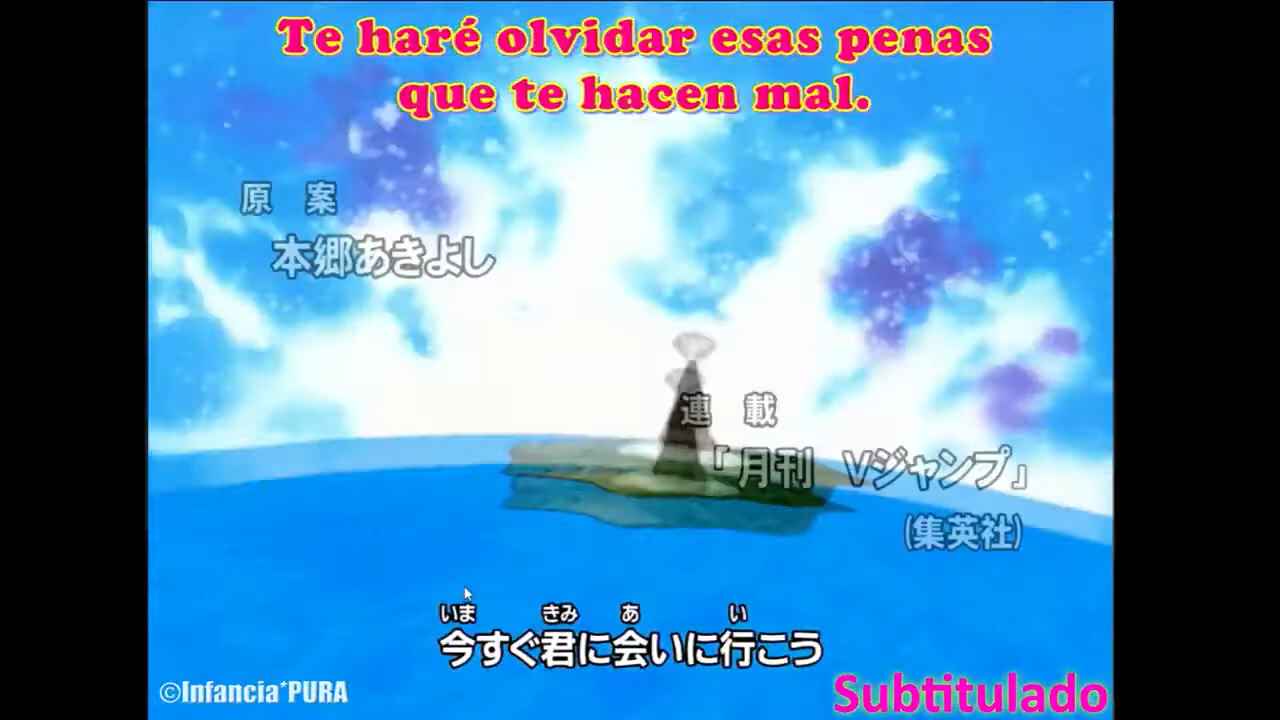 Te haré olvidar esas penas
que te hacen mal.
原 案
本郷あきよし
連 載
「月刊 Vジャンプ」
(集英社)
いま きみ あ い
今すぐ君に会いに行こう
©Infancia*PURA
Subtitulado